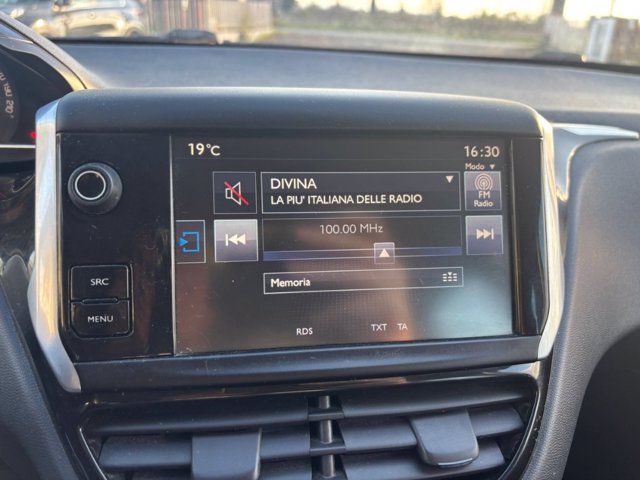 19°C
16:30
Modo
DIVINA
LA PIU' ITALIANA DELLE RADIO
FM
Radio
100.00 MHz
SRC
Memoria
MENU
RDS TXT TA